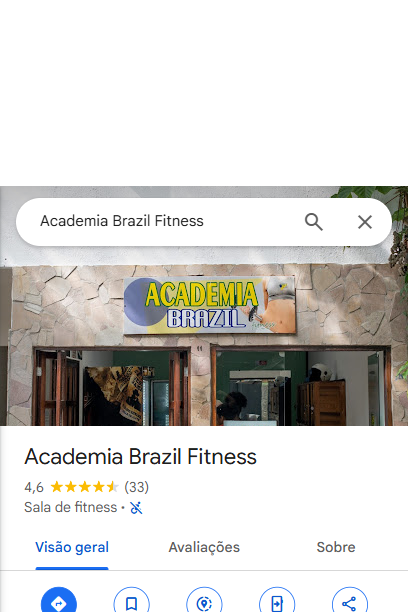 Academia Brazil Fitness
ACADEMIA
BRAZIL
Academia Brazil Fitness
4,6 (33)
Sala de fitness ·
Visão geral Avaliações Sobre